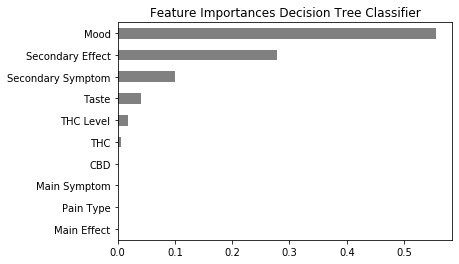 Feature Importances Decision Tree Classifier
Mood
Secondary Effect
Secondary Symptom
Taste
THC Level
THC
CBD
Main Symptom
Pain Type
Main Effect
0.0 0.1 0.2 0.3 0.4 0.5